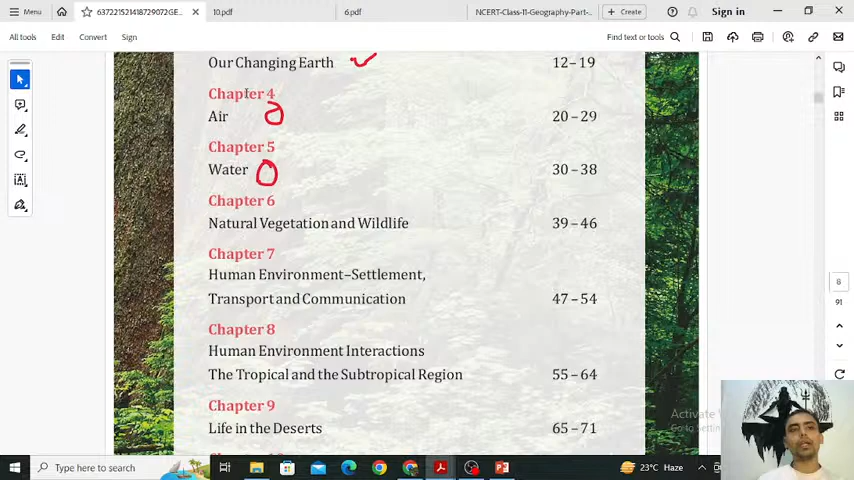 Menu
637221521418729072GE...
10.pdf
6.pdf
NCERT-Class-11-Geography-Part-
Create
Sign in
All tools
Edit
Convert
Sign
Find text or tools
Our Changing Earth
12–19
Chapter 4
Air
20–29
Chapter 5
Water
30–38
Chapter 6
Natural Vegetation and Wildlife
39–46
Chapter 7
Human Environment–Settlement,
Transport and Communication
47–54
Chapter 8
Human Environment Interactions
The Tropical and the Subtropical Region
55–64
Chapter 9
Life in the Deserts
65–71
8
91
Activate
Go to Settin
Type here to search
23°C Haze